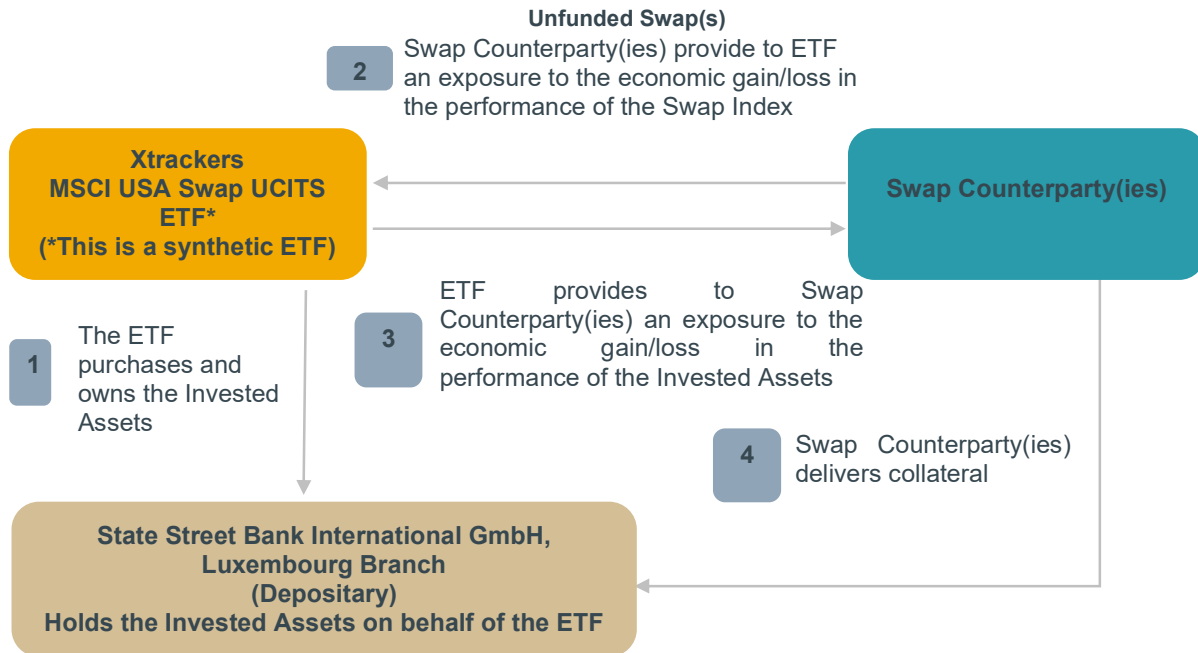 Unfunded Swap(s)
2
Swap Counterparty(ies) provide to ETF
an exposure to the economic gain/loss in
the performance of the Swap Index
Xtrackers
MSCI USA Swap UCITS
ETF*
(*This is a synthetic ETF)
Swap Counterparty(ies)
1
The ETF
purchases and
owns the Invested
Assets
3
ETF provides to Swap
Counterparty(ies) an exposure to the
economic gain/loss in the
performance of the Invested Assets
4
Swap Counterparty(ies)
delivers collateral
State Street Bank International GmbH,
Luxembourg Branch
(Depositary)
Holds the Invested Assets on behalf of the ETF